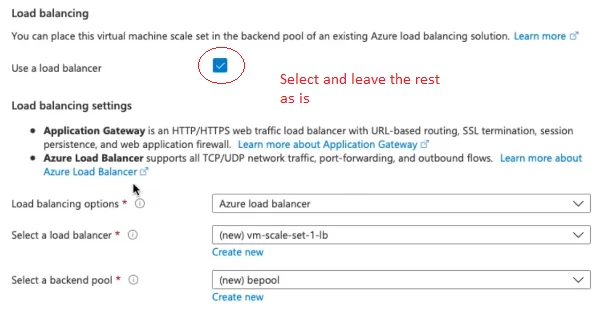 Load balancing
You can place this virtual machine scale set in the backend pool of an existing Azure load balancing solution. Learn more
Use a load balancer
Select and leave the rest
as is
Load balancing settings
• Application Gateway is an HTTP/HTTPS web traffic load balancer with URL-based routing, SSL termination, session
persistence, and web application firewall. Learn more about Application Gateway
• Azure Load Balancer supports all TCP/UDP network traffic, port-forwarding, and outbound flows. Learn more about
Azure Load Balancer
Load balancing options * Azure load balancer
Select a load balancer * (new) vm-scale-set-1-lb
Create new
Select a backend pool * (new) bepool
Create new